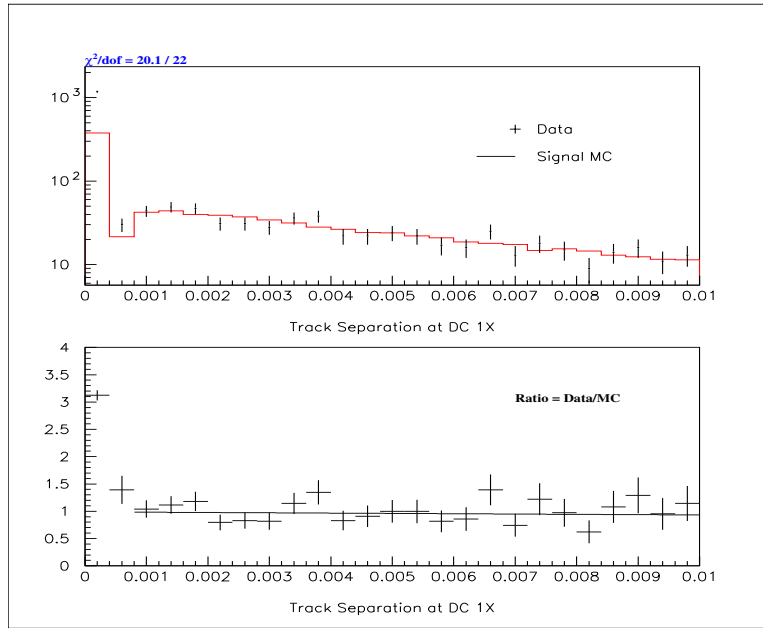 χ²/dof = 20.1 / 22
10³
10²
10
Data
Signal MC
0 0.001 0.002 0.003 0.004 0.005 0.006 0.007 0.008 0.009 0.01
Track Separation at DC 1X
4
3.5
3
2.5
2
1.5
1
0.5
0
Ratio = Data/MC
0 0.001 0.002 0.003 0.004 0.005 0.006 0.007 0.008 0.009 0.01
Track Separation at DC 1X